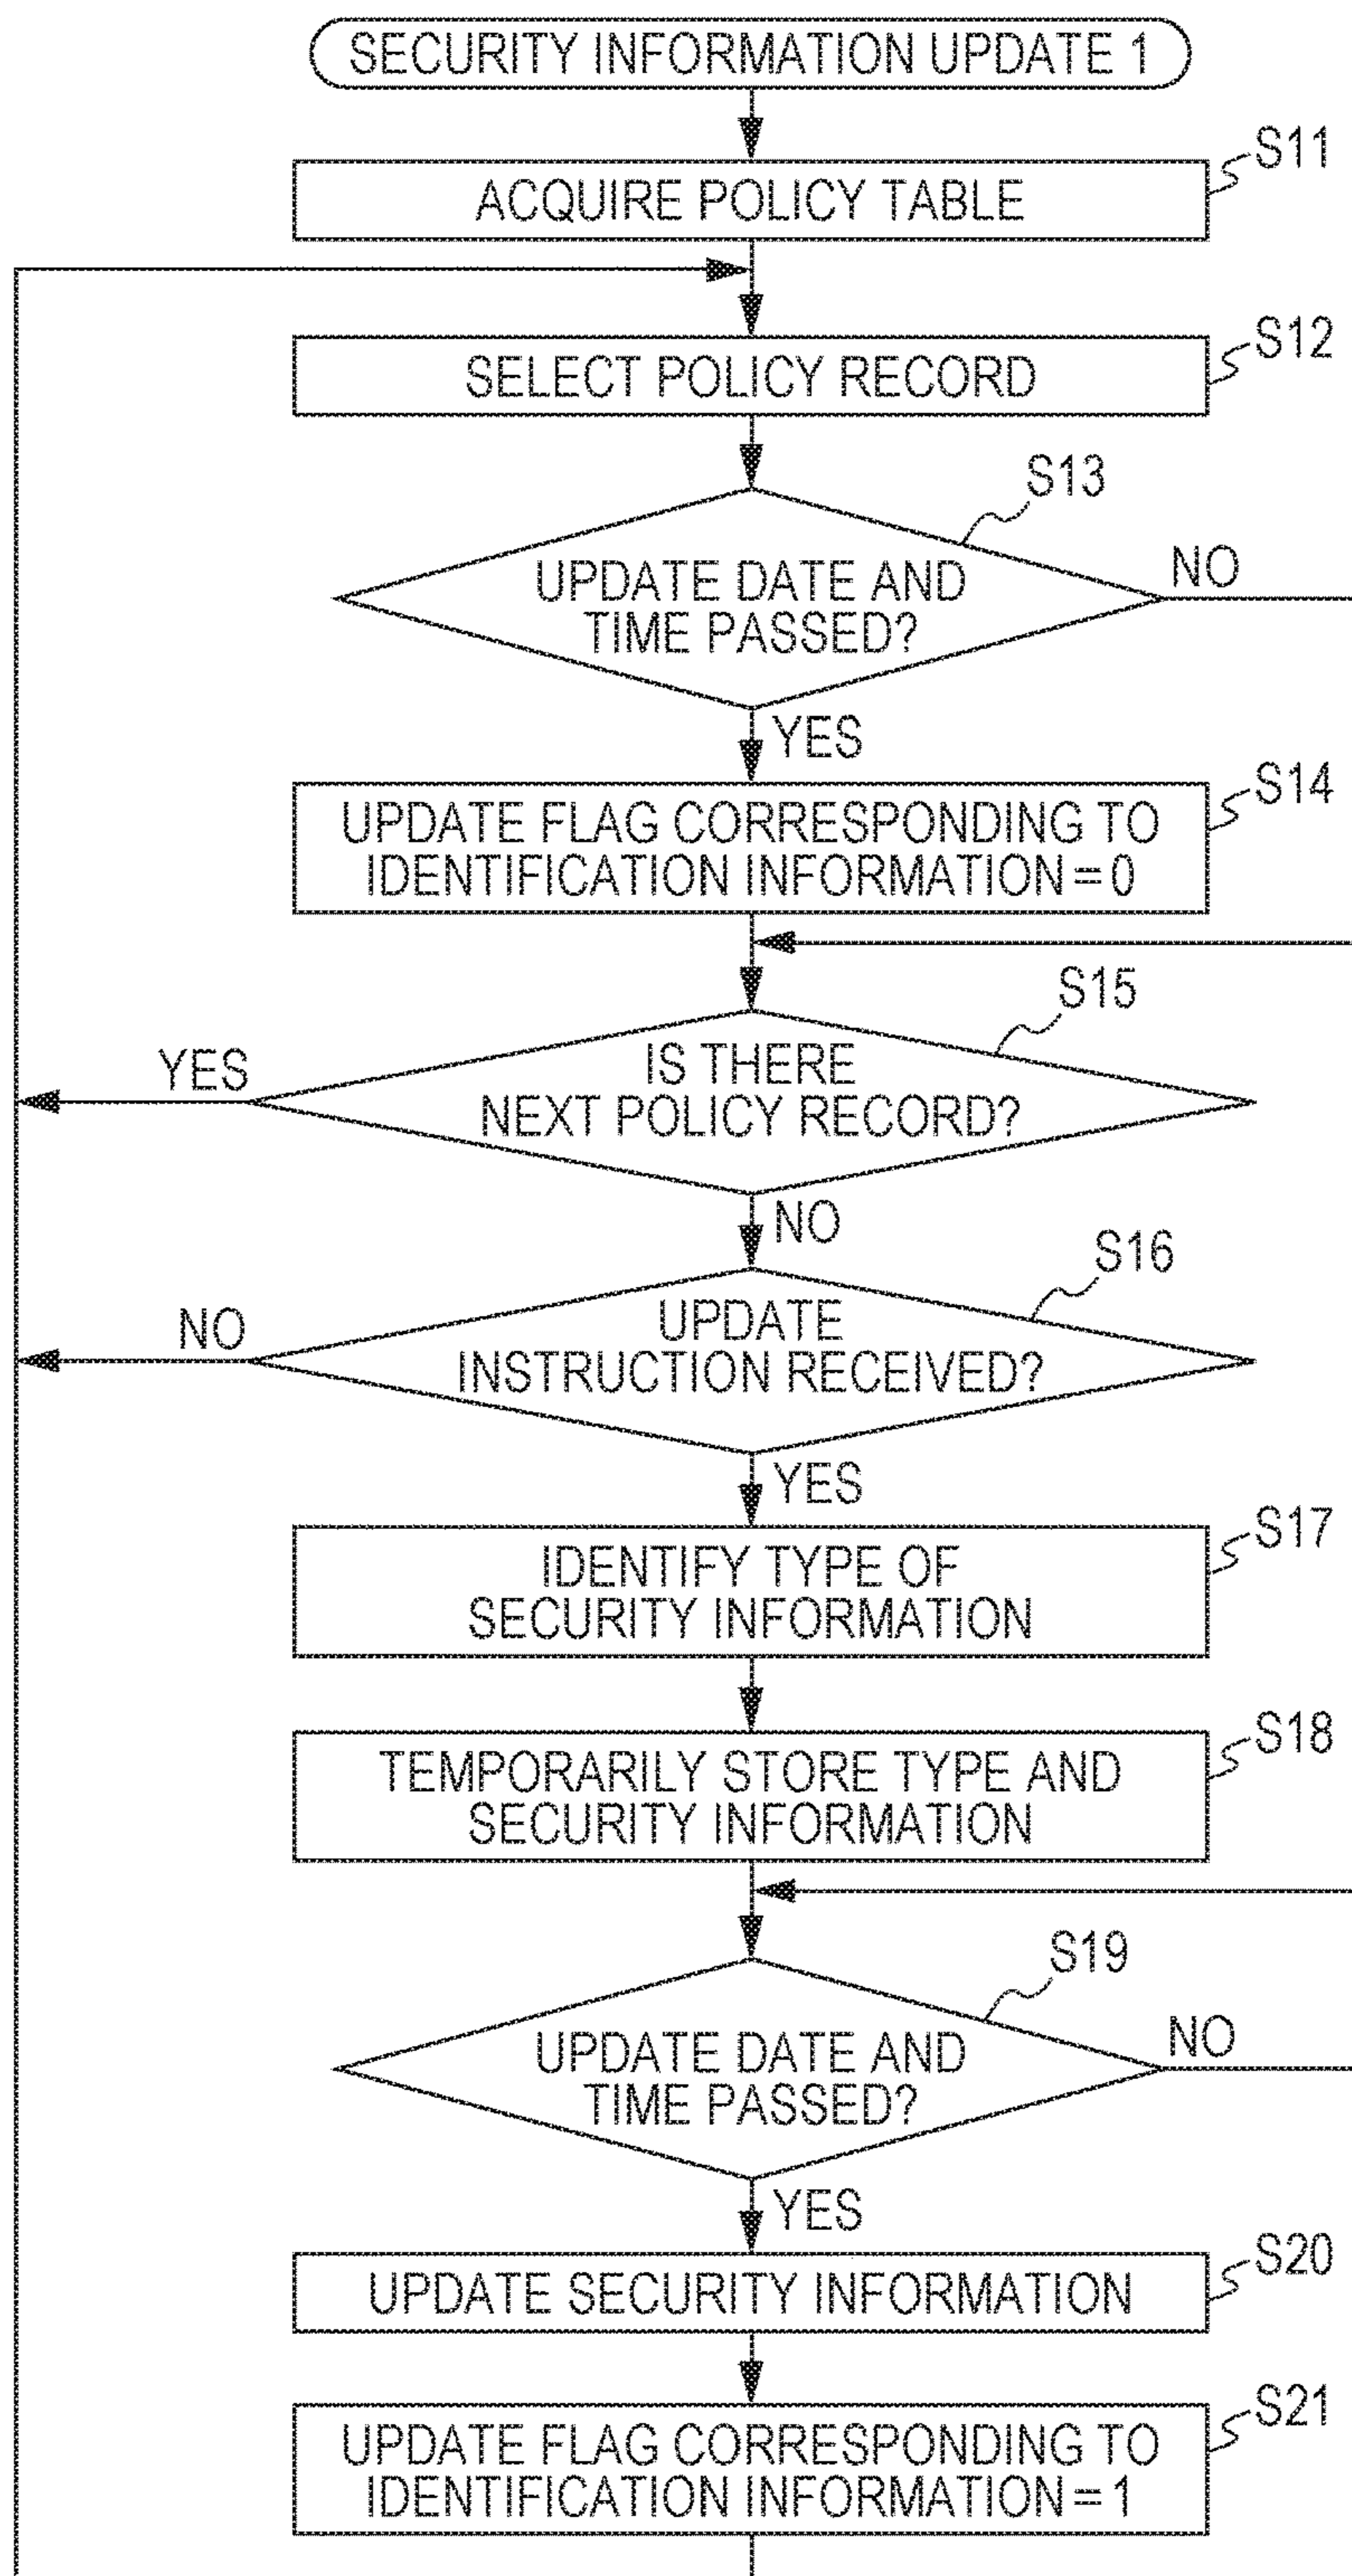 SECURITY INFORMATION UPDATE 1
S11
ACQUIRE POLICY TABLE
S12
SELECT POLICY RECORD
S13
UPDATE DATE AND
TIME PASSED?
NO
YES
S14
UPDATE FLAG CORRESPONDING TO
IDENTIFICATION INFORMATION = 0
S15
IS THERE
NEXT POLICY RECORD?
YES
NO
S16
UPDATE
INSTRUCTION RECEIVED?
NO
YES
S17
IDENTIFY TYPE OF
SECURITY INFORMATION
S18
TEMPORARILY STORE TYPE AND
SECURITY INFORMATION
S19
UPDATE DATE AND
TIME PASSED?
NO
YES
S20
UPDATE SECURITY INFORMATION
S21
UPDATE FLAG CORRESPONDING TO
IDENTIFICATION INFORMATION = 1